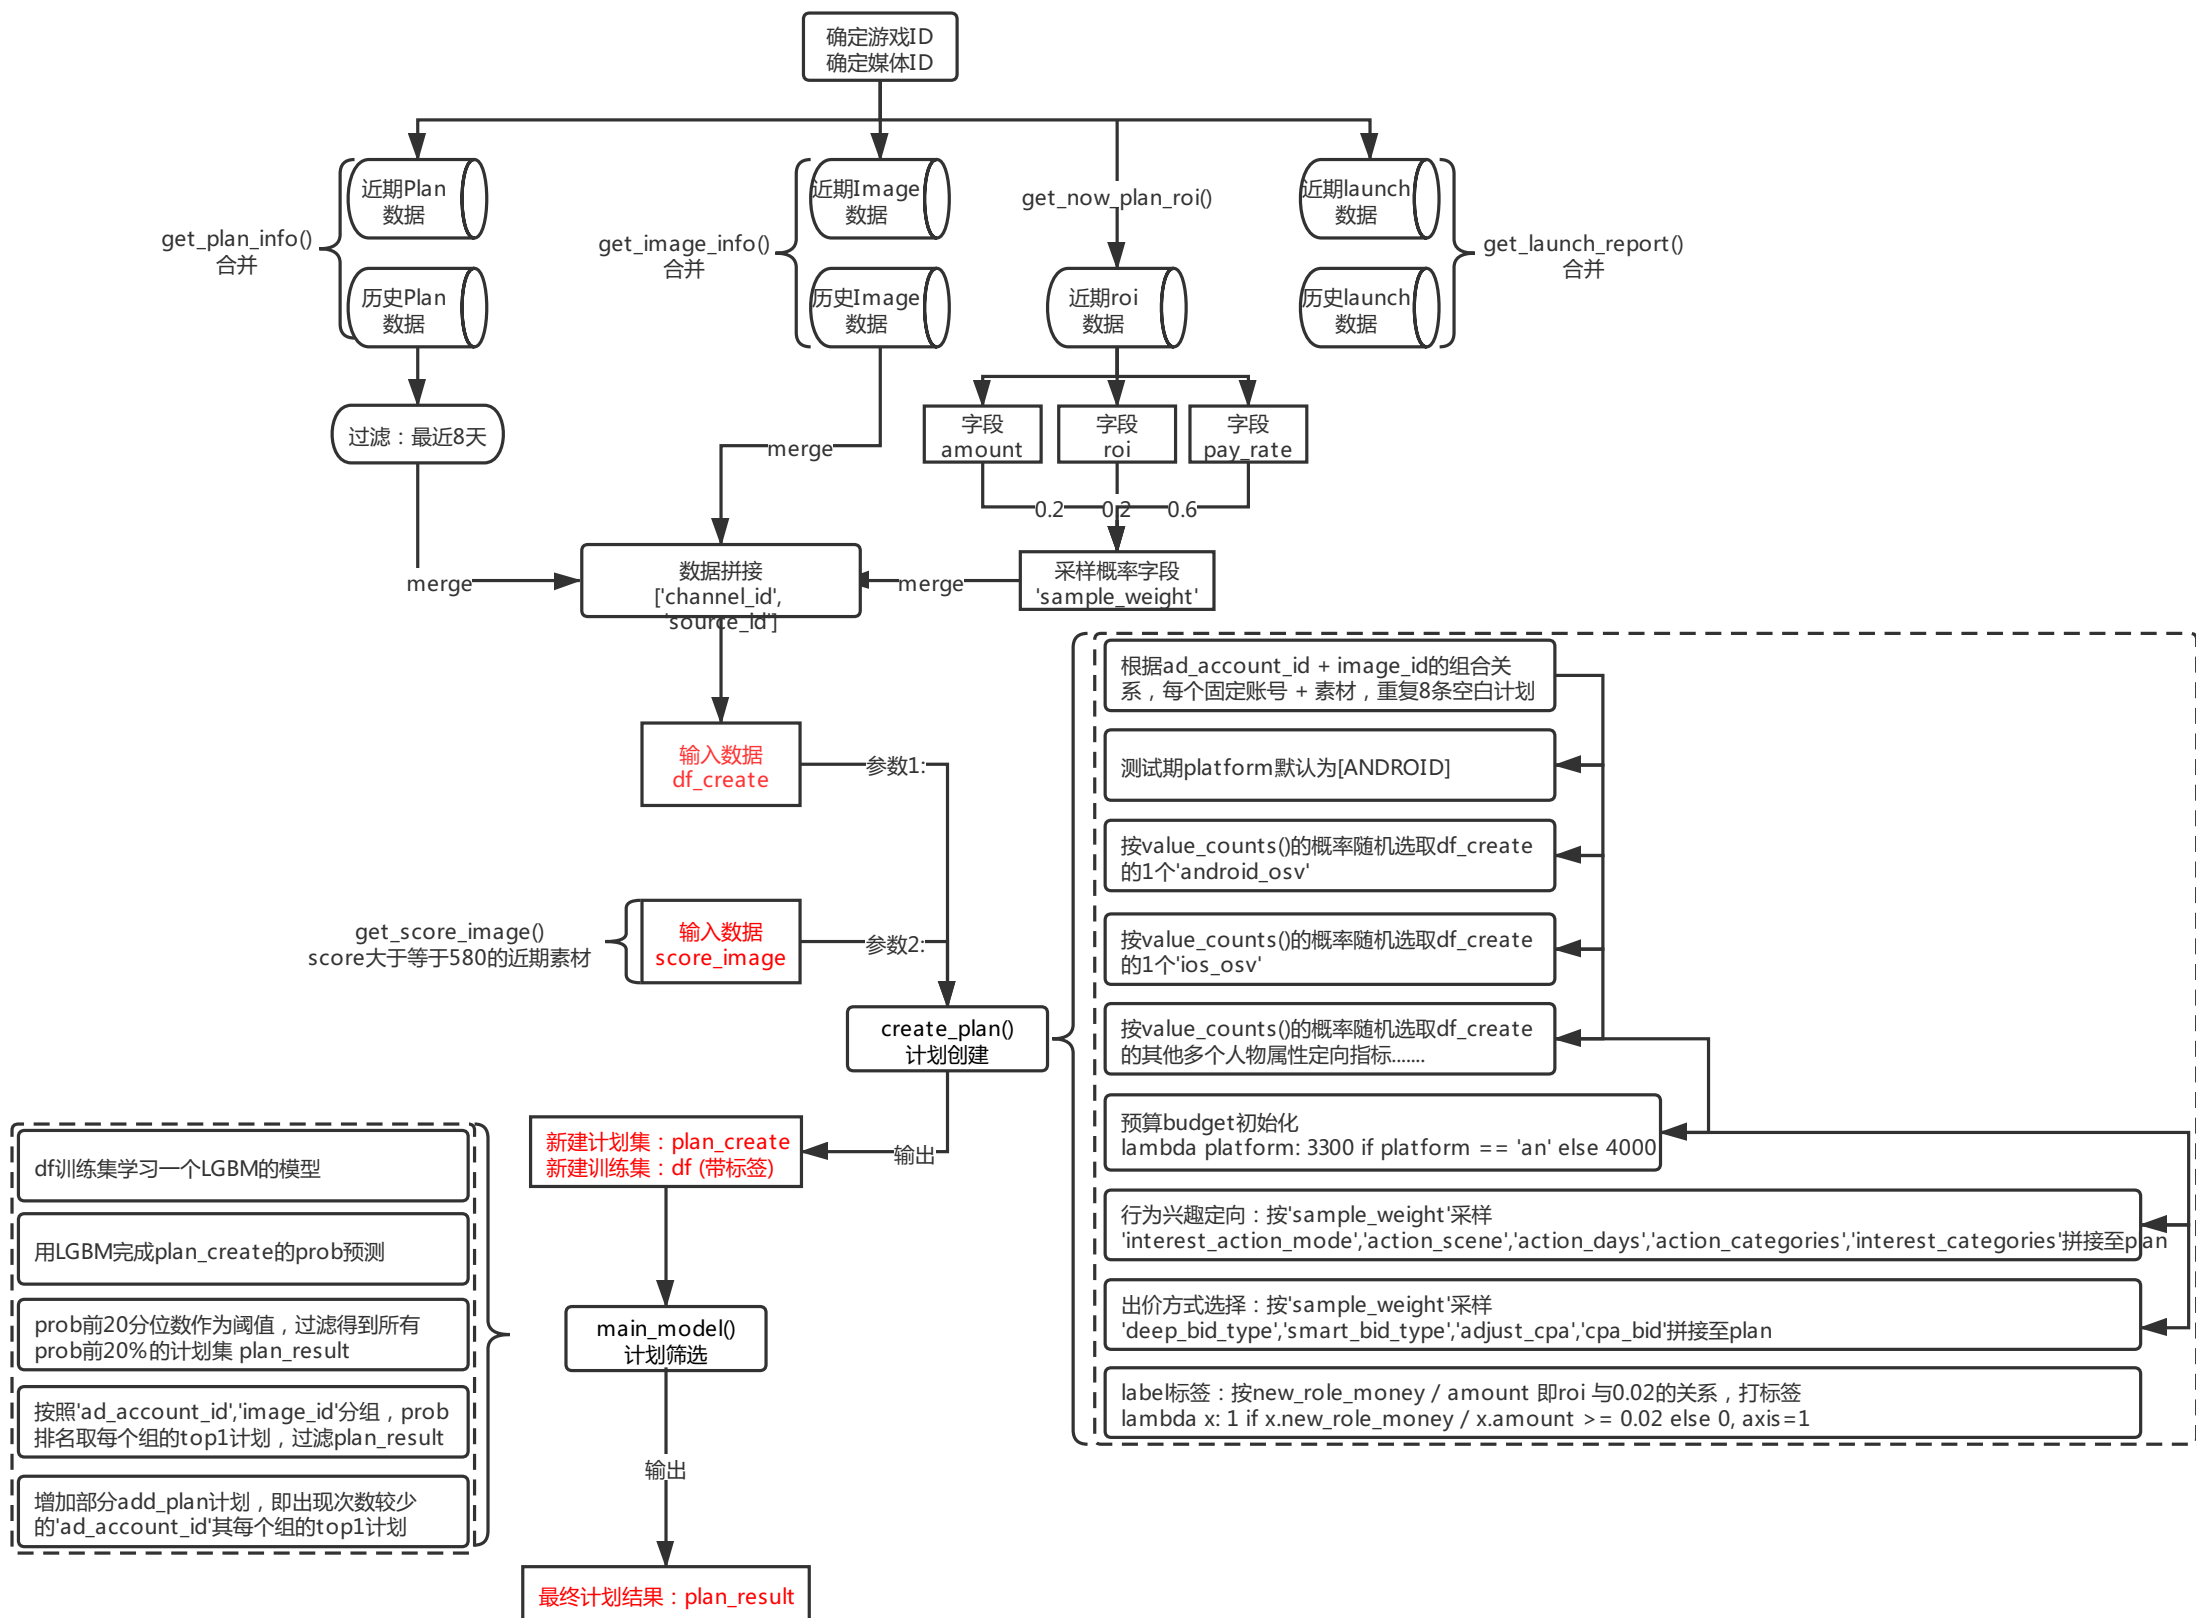 确定游戏ID
确定媒体ID
近期Plan
数据
历史Plan
数据
get_plan_info()
合并
近期Image
数据
历史Image
数据
get_image_info()
合并
get_now_plan_roi()
近期roi
数据
近期launch
数据
历史launch
数据
get_launch_report()
合并
过滤：最近8天
merge
字段
amount
字段
roi
字段
pay_rate
0.2
0.2
0.6
merge
数据拼接
['channel_id',
'source_id']
merge
采样概率字段
'sample_weight'
输入数据
df_create
参数1:
get_score_image()
score大于等于580的近期素材
输入数据
score_image
参数2:
create_plan()
计划创建
根据ad_account_id + image_id的组合关
系，每个固定账号 + 素材，重复8条空白计划
测试期platform默认为[ANDROID]
按value_counts()的概率随机选取df_create
的1个'android_osv'
按value_counts()的概率随机选取df_create
的1个'ios_osv'
按value_counts()的概率随机选取df_create
的其他多个人物属性定向指标.......
预算budget初始化
lambda platform: 3300 if platform == 'an' else 4000
行为兴趣定向：按'sample_weight'采样
'interest_action_mode','action_scene','action_days','action_categories','interest_categories'拼接至plan
出价方式选择：按'sample_weight'采样
'deep_bid_type','smart_bid_type','adjust_cpa','cpa_bid'拼接至plan
label标签：按new_role_money / amount 即roi 与0.02的关系，打标签
lambda x: 1 if x.new_role_money / x.amount >= 0.02 else 0, axis=1
输出
新建计划集：plan_create
新建训练集：df (带标签)
main_model()
计划筛选
df训练集学习一个LGBM的模型
用LGBM完成plan_create的prob预测
prob前20分位数作为阈值，过滤得到所有
prob前20%的计划集 plan_result
按照'ad_account_id','image_id'分组，prob
排名取每个组的top1计划，过滤plan_result
增加部分add_plan计划，即出现次数较少
的'ad_account_id'其每个组的top1计划
输出
最终计划结果：plan_result